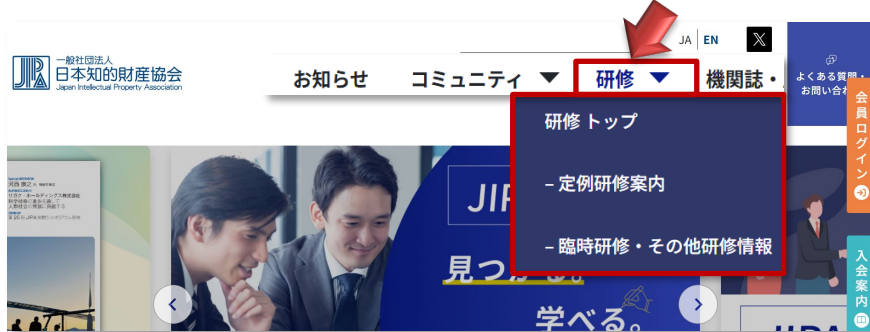 JA EN X
JIPA
一般社団法人
日本知的財産協会
Japan Intellectual Property Association
お知らせ
コミュニティ ▼
研修 ▼
機関誌・
よくある質問・
お問い合わ
研修 トップ
– 定例研修案内
– 臨時研修・その他研修情報
会員ログイン
入会案内
JIP
見つかる。
学べる。